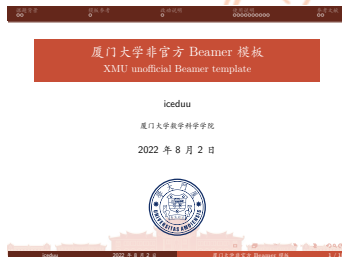 厦门大学非官方 Beamer 模板
XMU unofficial Beamer template
iceduu
厦门大学数学科学学院
2022 年 8 月 2 日
UNIVERSITAS AMOIENSIS
iceduu 2022 年 8 月 2 日 厦门大学非官方 Beamer 模板